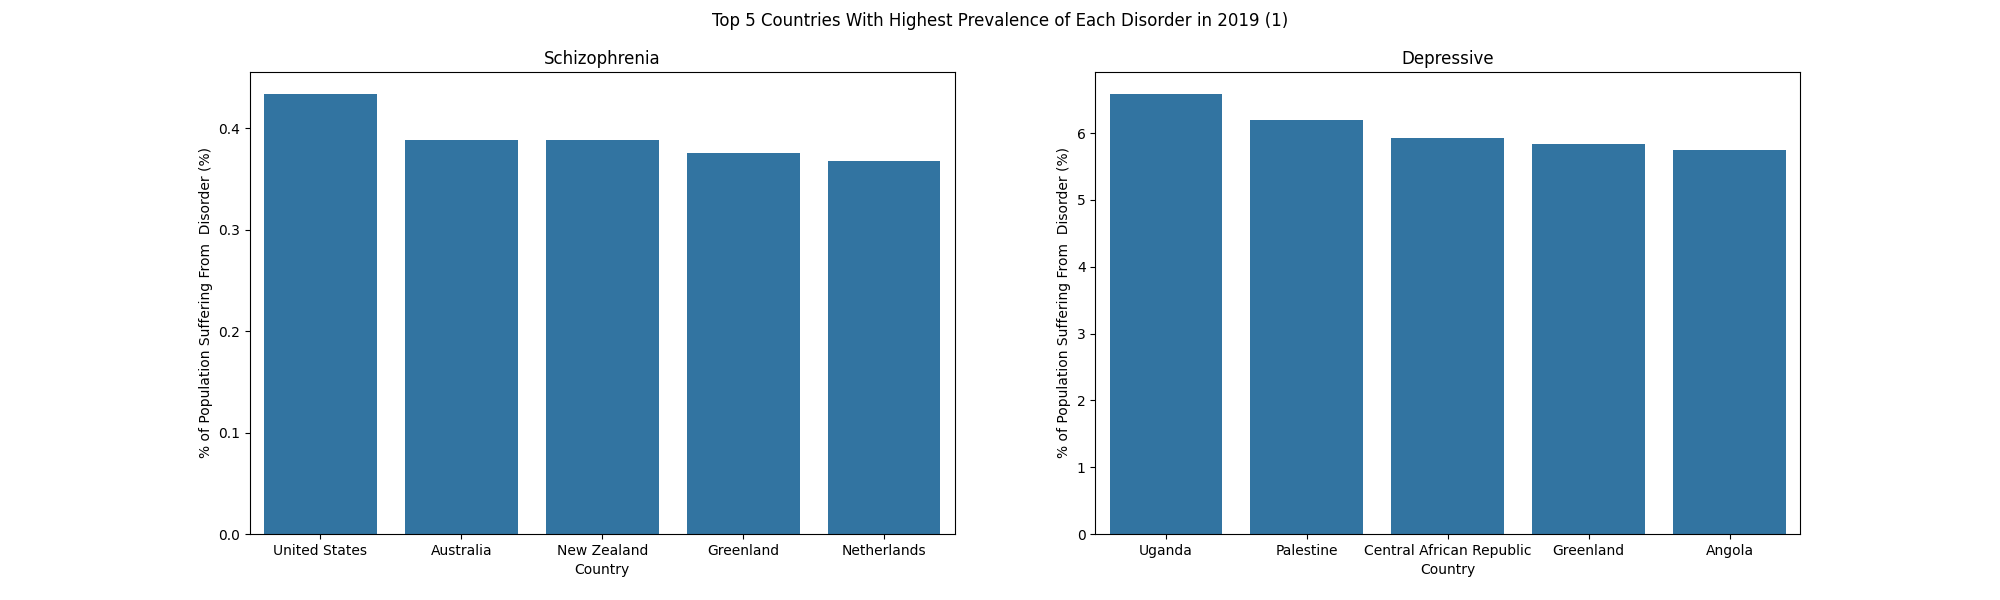 Top 5 Countries With Highest Prevalence of Each Disorder in 2019 (1)
Schizophrenia
% of Population Suffering From  Disorder (%)
0.4
0.3
0.2
0.1
0.0
United States
Australia
New Zealand
Greenland
Netherlands
Country
Depressive
% of Population Suffering From  Disorder (%)
6
5
4
3
2
1
0
Uganda
Palestine
Central African Republic
Greenland
Angola
Country